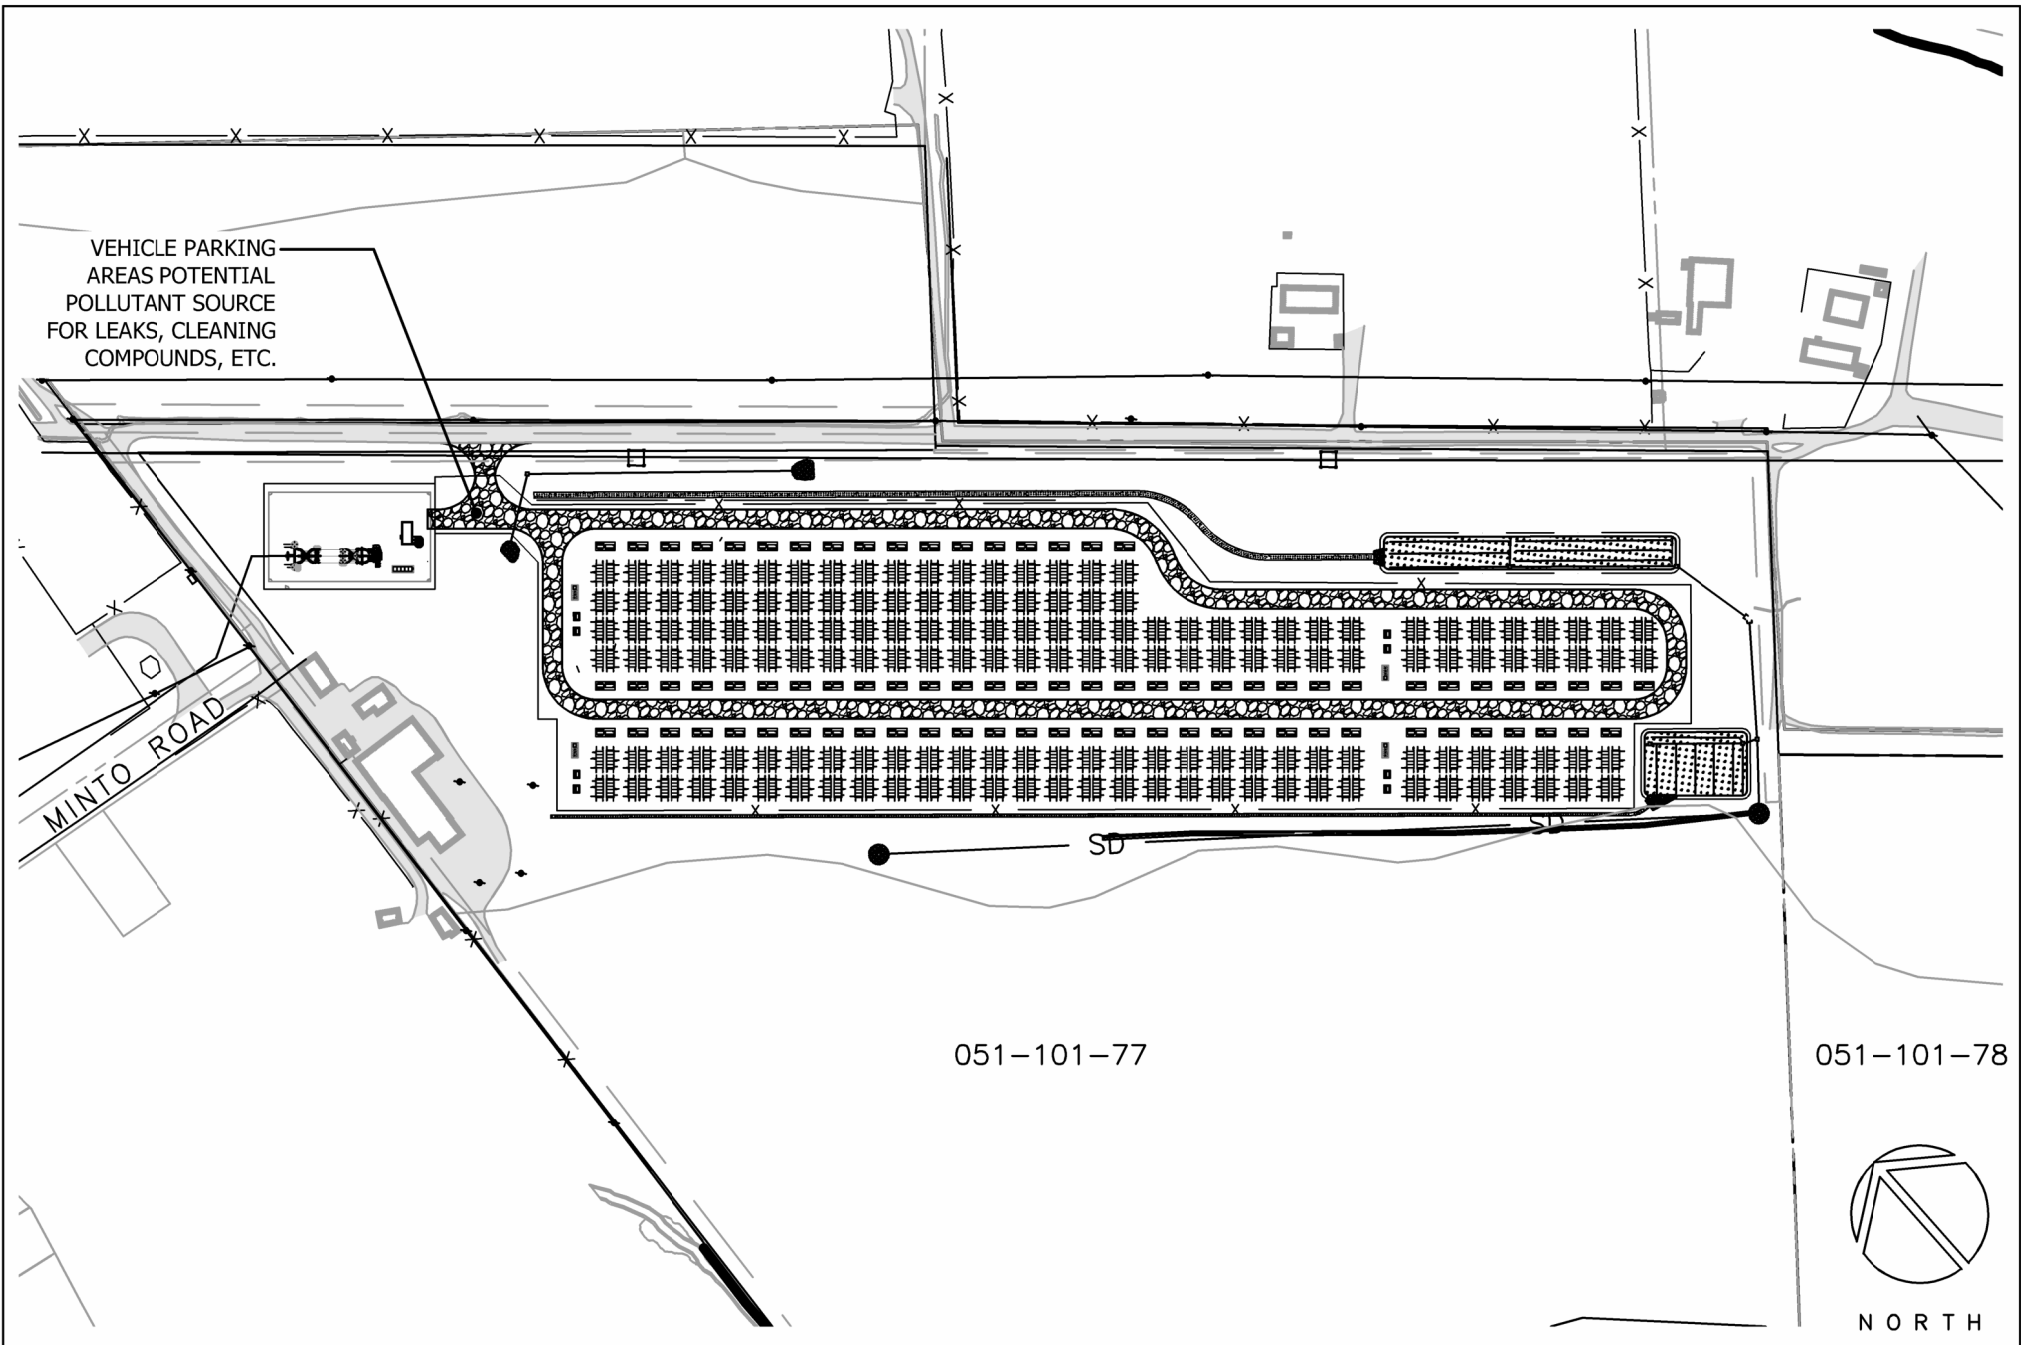 VEHICLE PARKING
AREAS POTENTIAL
POLLUTANT SOURCE
FOR LEAKS, CLEANING
COMPOUNDS, ETC.
MINTO ROAD
SD
SD
051-101-77
051-101-78
NORTH